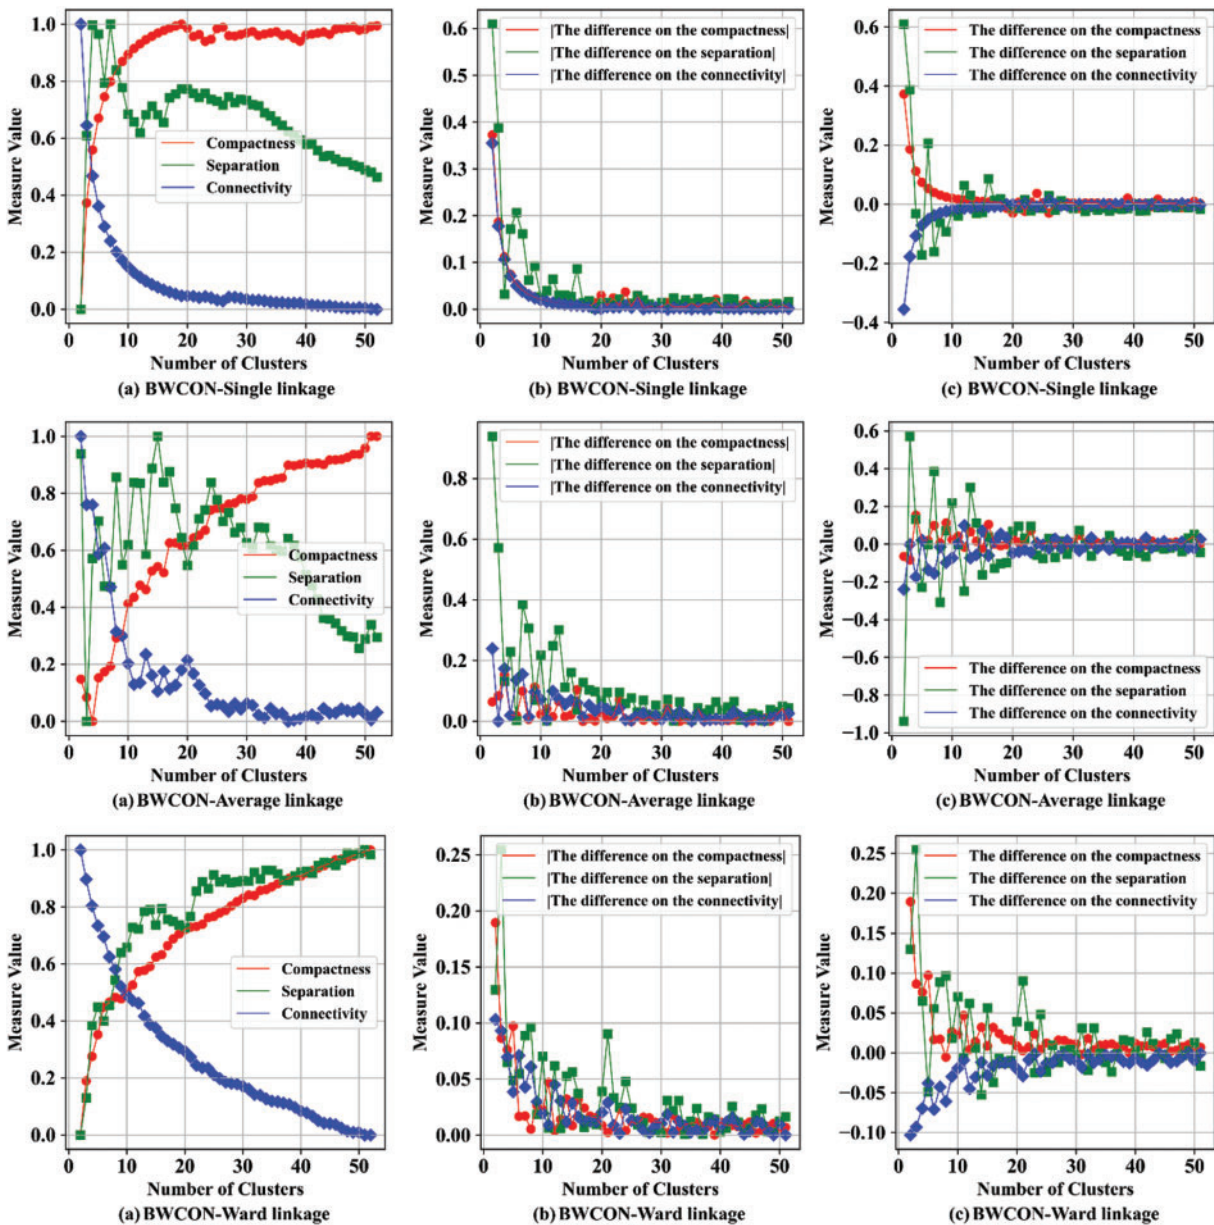 1.0
0.8
0.6
0.4
0.2
0.0
Measure Value
Compactness
Separation
Connectivity
0 10 20 30 40 50
Number of Clusters
(a) BWCON-Single linkage
0.6
0.5
0.4
0.3
0.2
0.1
0.0
Measure Value
|The difference on the compactness|
|The difference on the separation|
|The difference on the connectivity|
0 10 20 30 40 50
Number of Clusters
(b) BWCON-Single linkage
0.6
0.4
0.2
0.0
−0.2
−0.4
Measure Value
The difference on the compactness
The difference on the separation
The difference on the connectivity
0 10 20 30 40 50
Number of Clusters
(c) BWCON-Single linkage
1.0
0.8
0.6
0.4
0.2
0.0
Measure Value
Compactness
Separation
Connectivity
0 10 20 30 40 50
Number of Clusters
(a) BWCON-Average linkage
0.8
0.6
0.4
0.2
0.0
Measure Value
|The difference on the compactness|
|The difference on the separation|
|The difference on the connectivity|
0 10 20 30 40 50
Number of Clusters
(b) BWCON-Average linkage
0.6
0.4
0.2
0.0
−0.2
−0.4
−0.6
−0.8
−1.0
Measure Value
The difference on the compactness
The difference on the separation
The difference on the connectivity
0 10 20 30 40 50
Number of Clusters
(c) BWCON-Average linkage
1.0
0.8
0.6
0.4
0.2
0.0
Measure Value
Compactness
Separation
Connectivity
0 10 20 30 40 50
Number of Clusters
(a) BWCON-Ward linkage
0.25
0.20
0.15
0.10
0.05
0.00
Measure Value
|The difference on the compactness|
|The difference on the separation|
|The difference on the connectivity|
0 10 20 30 40 50
Number of Clusters
(b) BWCON-Ward linkage
0.25
0.20
0.15
0.10
0.05
0.00
−0.05
−0.10
Measure Value
The difference on the compactness
The difference on the separation
The difference on the connectivity
0 10 20 30 40 50
Number of Clusters
(c) BWCON-Ward linkage